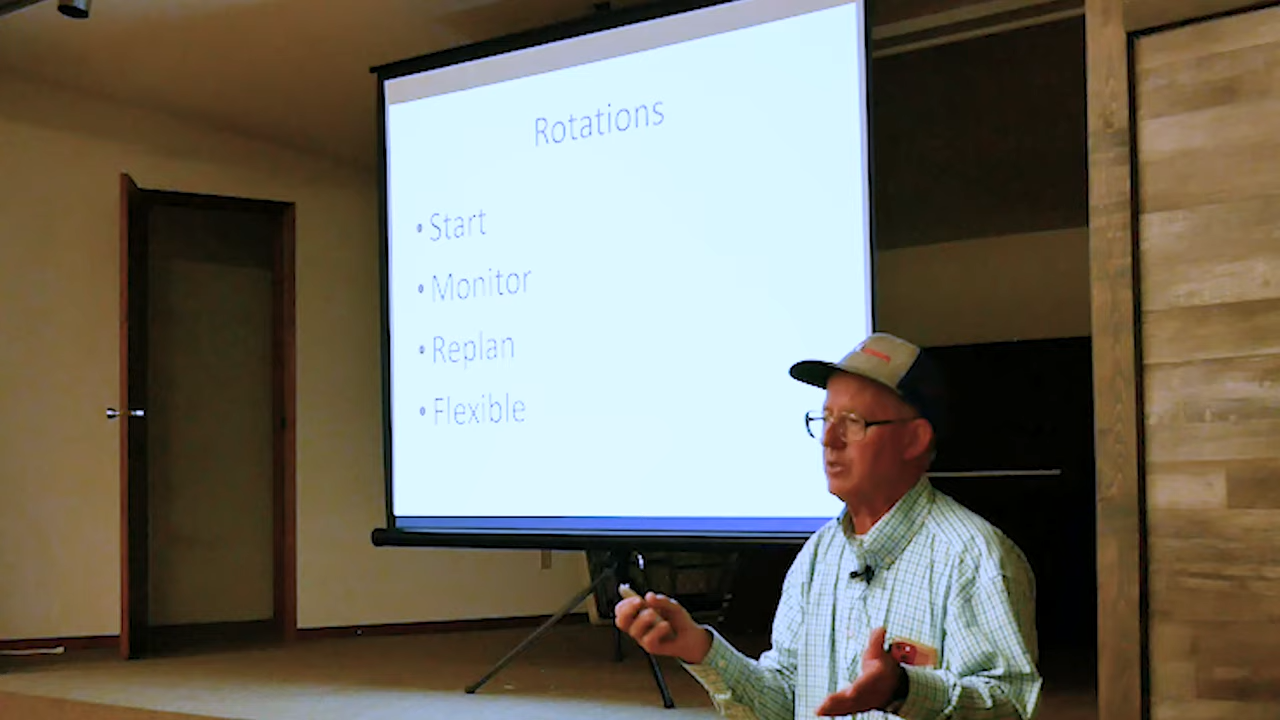 Rotations
• Start
• Monitor
• Replan
• Flexible